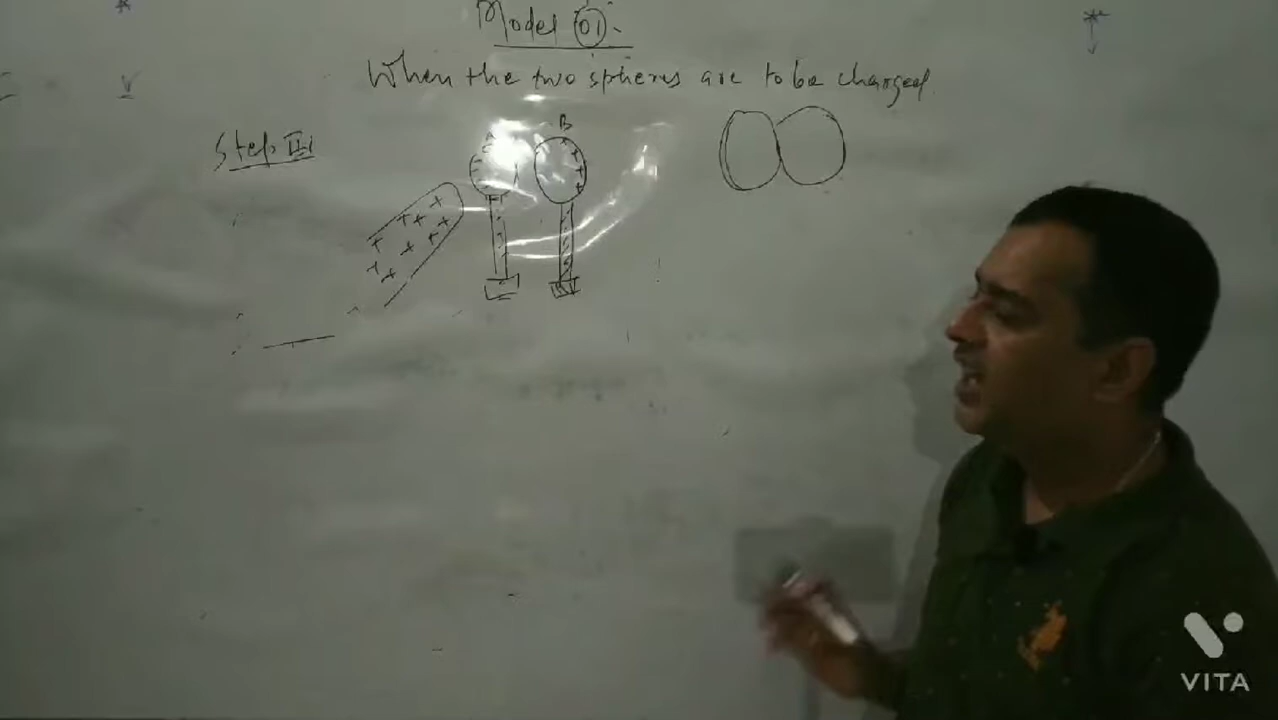 Model 01.
When the two spheres are to be charged.
Step III
A B
+ + + + + + + + +
VITA